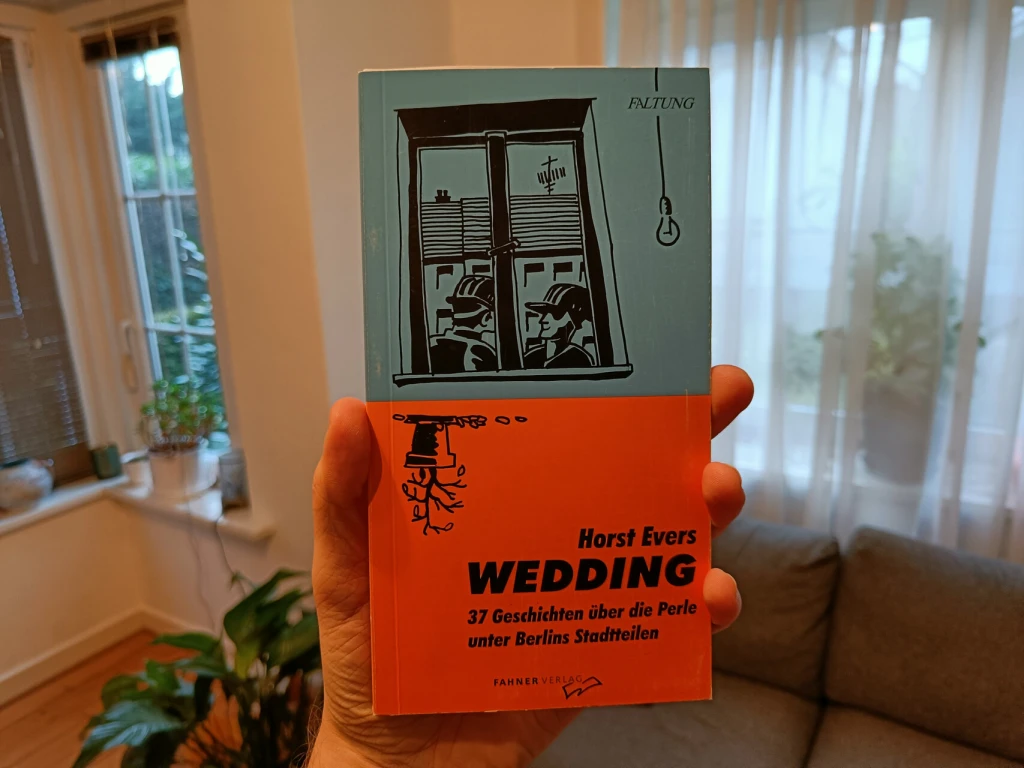 FALTUNG
Horst Evers
WEDDING
37 Geschichten über die Perle
unter Berlins Stadtteilen
FAHNER VERLAG